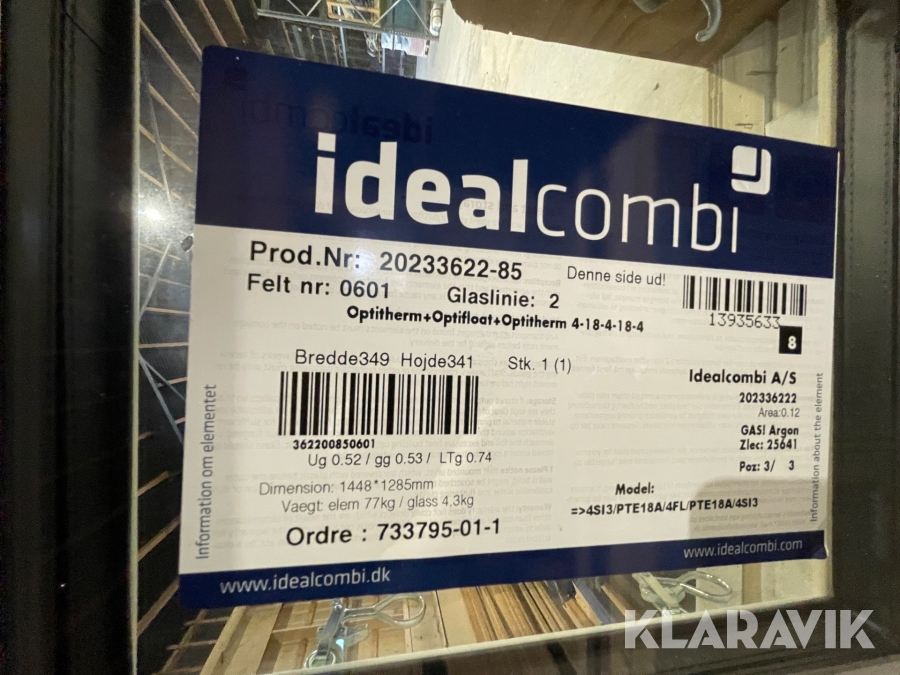 idealcombi
Prod.Nr: 20233622-85
Denne side ud!
Felt nr: 0601 Glaslinie: 2
13935633
Optitherm+Optifloat+Optitherm 4-18-4-18-4
8
Bredde349 Hojde341 Stk. 1 (1)
Idealcombi A/S
202336222
Area:0.12
362200850601
GAS! Argon
Ug 0.52 / gg 0.53 / LTg 0.74
Zlec: 25641
Poz: 3/ 3
Dimension: 1448*1285mm
Vaegt: elem 77kg / glass 4,3kg
Model:
=>4SI3/PTE18A/4FL/PTE18A/4SI3
Ordre : 733795-01-1
Information om elementet
Information about the element
www.idealcombi.dk
www.idealcombi.com
KLARAVIK